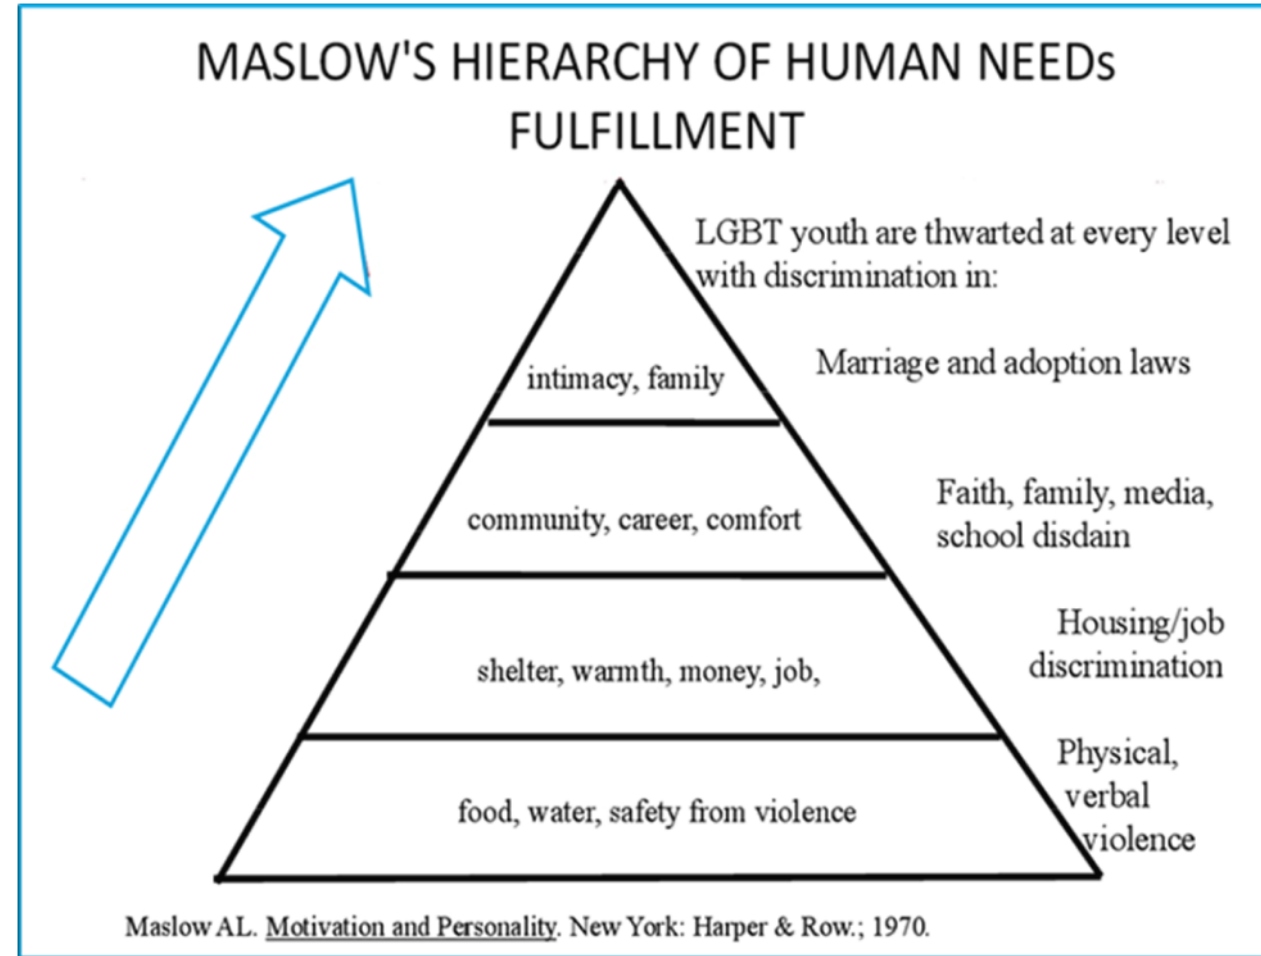 MASLOW'S HIERARCHY OF HUMAN NEEDs
FULFILLMENT
LGBT youth are thwarted at every level
with discrimination in:
intimacy, family
Marriage and adoption laws
community, career, comfort
Faith, family, media,
school disdain
shelter, warmth, money, job,
Housing/job
discrimination
food, water, safety from violence
Physical,
verbal
violence
Maslow AL. Motivation and Personality. New York: Harper & Row.; 1970.